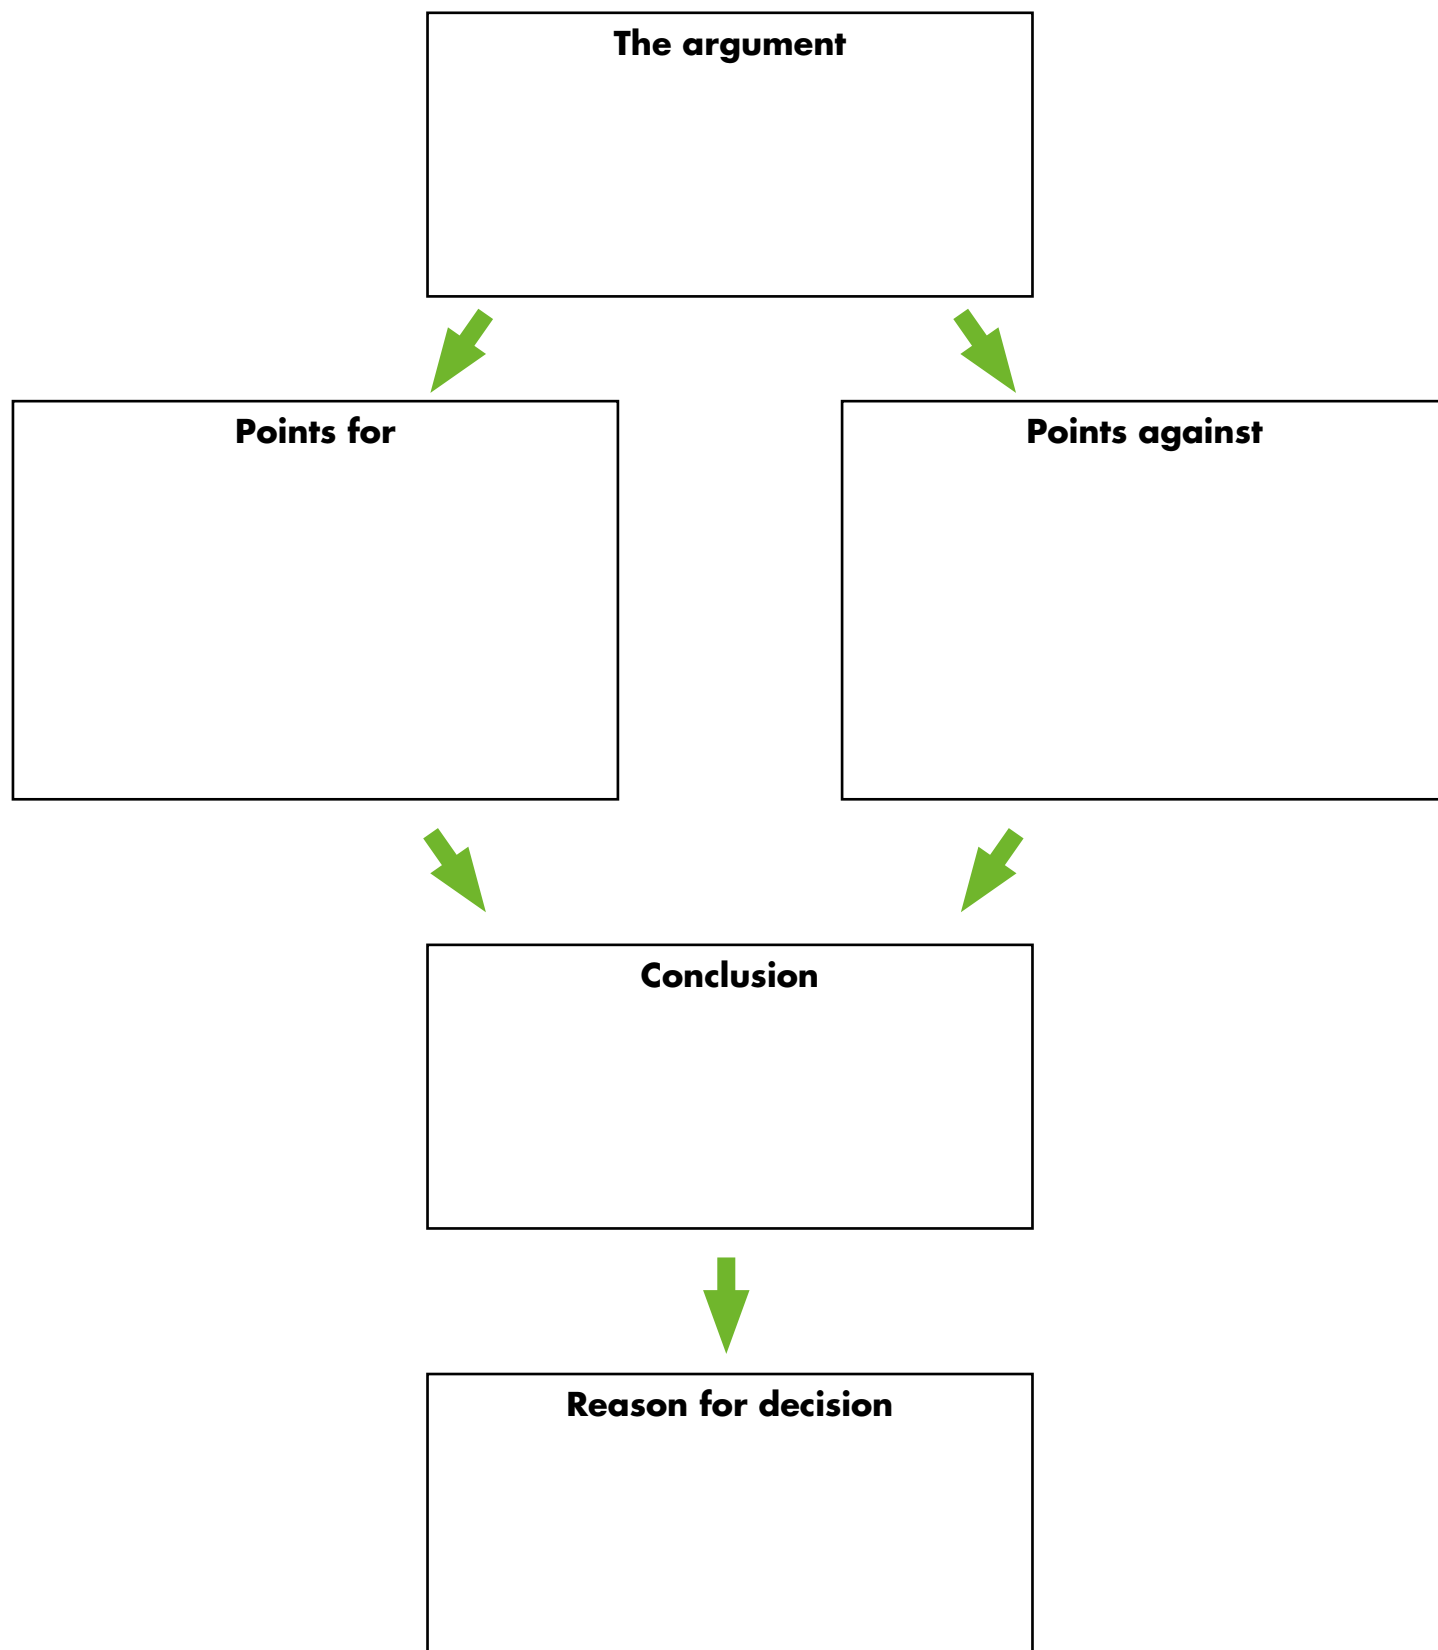 The argument
Points for
Points against
Conclusion
Reason for decision